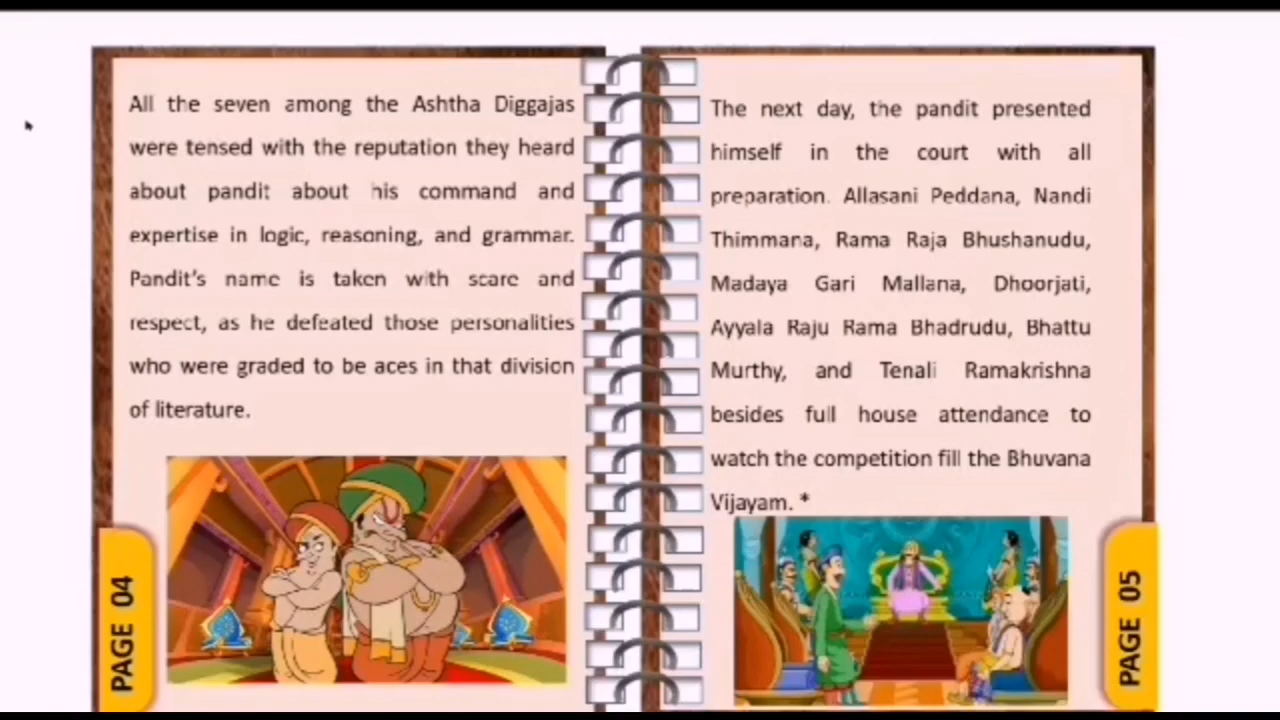 All the seven among the Ashtha Diggajas
were tensed with the reputation they heard
about pandit about his command and
expertise in logic, reasoning, and grammar.
Pandit's name is taken with scare and
respect, as he defeated those personalities
who were graded to be aces in that division
of literature.
PAGE 04
The next day, the pandit presented
himself in the court with all
preparation. Allasani Peddana, Nandi
Thimmana, Rama Raja Bhushanudu,
Madaya Gari Mallana, Dhoorjati,
Ayyala Raju Rama Bhadrudu, Bhattu
Murthy, and Tenali Ramakrishna
besides full house attendance to
watch the competition fill the Bhuvana
Vijayam. *
PAGE 05